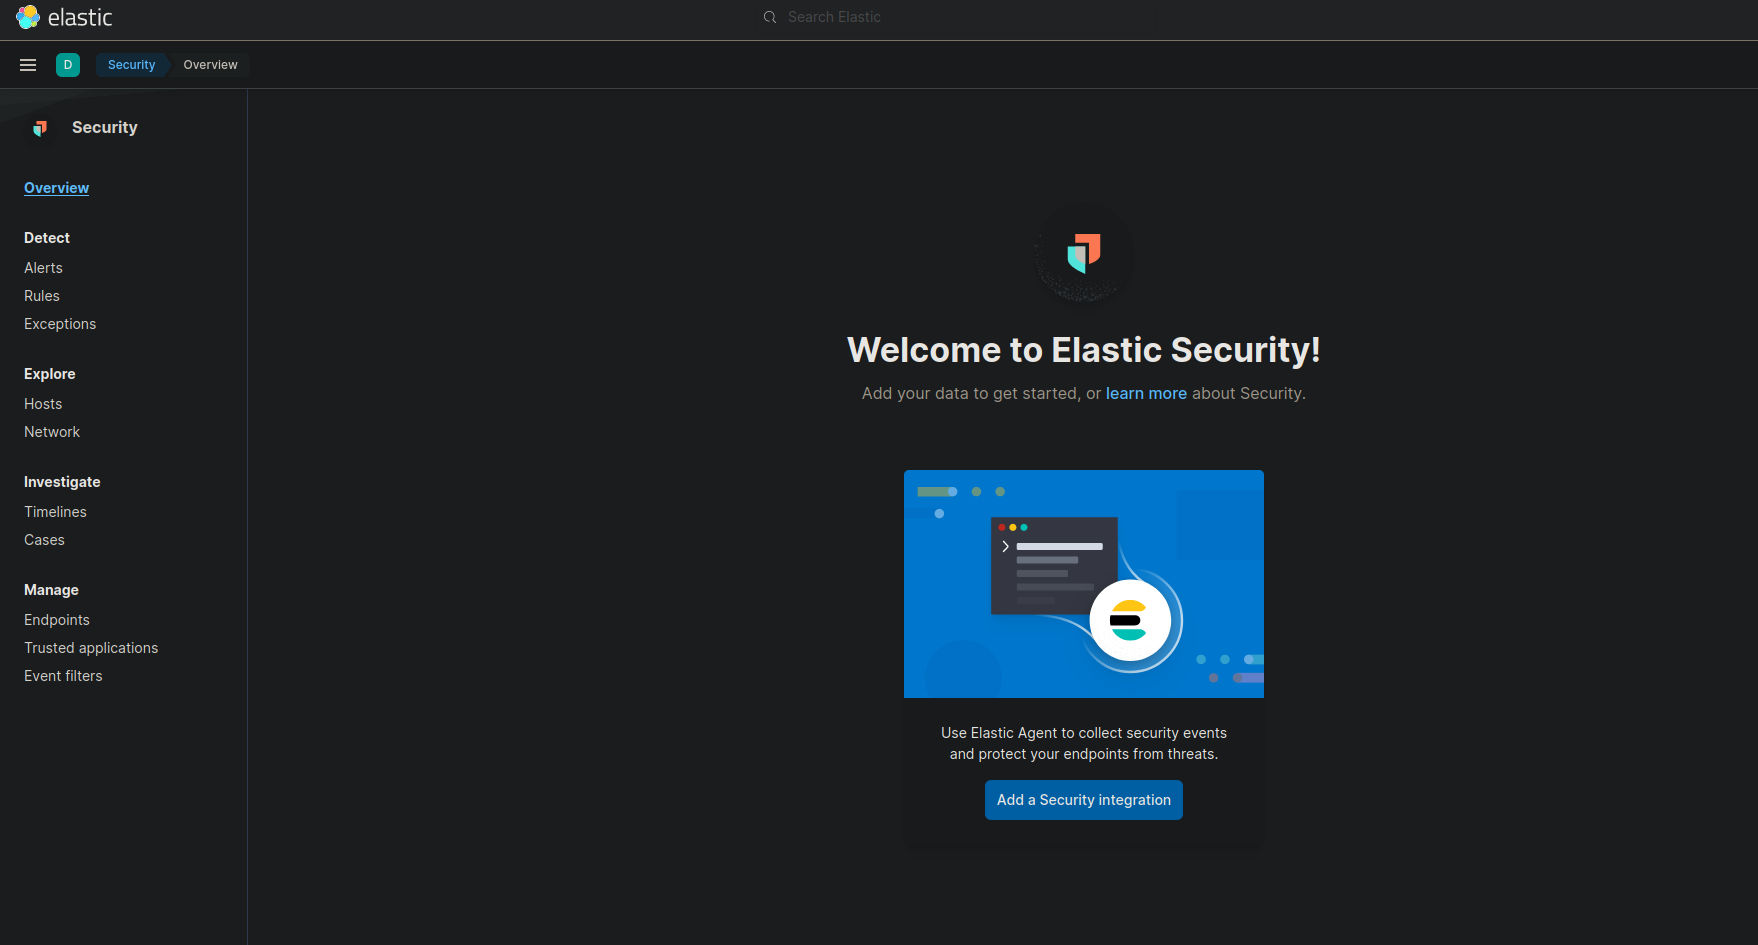 elastic
Search Elastic
D
Security
Overview
Security
Overview
Detect
Alerts
Rules
Exceptions
Explore
Hosts
Network
Investigate
Timelines
Cases
Manage
Endpoints
Trusted applications
Event filters
Welcome to Elastic Security!
Add your data to get started, or learn more about Security.
Use Elastic Agent to collect security events
and protect your endpoints from threats.
Add a Security integration